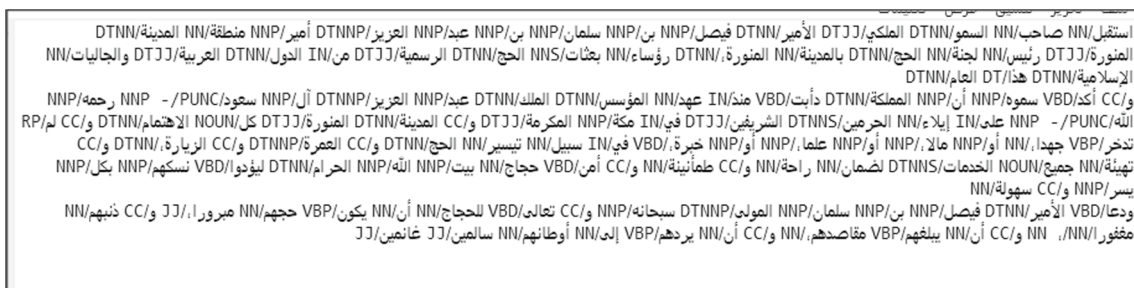 استقبل/NN صاحب/NN السمو/DTNN الملكي/DTJJ الأمير/DTNN فيصل/NNP بن/NNP سلمان/NNP بن/NNP عبد/NNP العزيز/DTNNP أمير/NNP منطقة/NN المدينة/DTNN
المنورة/DTJJ رئيس/NN لجنة/NN الحج/DTNN بالمدينة/NN المنورة،/DTNN رؤساء/NN بعثات/NNS الحج/DTNN الرسمية/DTJJ من/IN الدول/DTNN العربية/DTJJ والجاليات/NN
الإسلامية/DTNN هذا/DT العام/DTNN
و/CC أكد/VBD سموه/NNP أن/NNP المملكة/DTNN دأبت/VBD منذ/IN عهد/NN المؤسس/DTNN الملك/DTNN عبد/NNP العزيز/DTNNP آل/NNP سعود/NNP -/PUNC رحمه/NNP
الله/NNP -/PUNC على/IN إيلاء/NN الحرمين/DTNNS الشريفين/DTJJ في/IN مكة/NNP المكرمة/DTJJ و/CC المدينة/DTNN المنورة/DTJJ كل/NOUN الاهتمام/DTNN و/CC لم/RP
تدخر/VBP جهدا،/NN أو/NNP مالا،/NNP أو/NNP علما،/NNP أو/NNP خبرة،/VBD في/IN سبيل/NN تيسير/NN الحج/DTNN و/CC العمرة/DTNNP و/CC الزيارة،/DTNN و/CC
تهيئة/NN جميع/NOUN الخدمات/DTNNS لضمان/NN راحة/NN و/CC طمأنينة/NN و/CC أمن/VBD حجاج/NN بيت/NNP الله/NNP الحرام/DTNN ليؤدوا/VBD نسكهم/NNP بكل/NNP
يسر/NNP و/CC سهولة/NN
ودعا/VBD الأمير/DTNN فيصل/NNP بن/NNP سلمان/NNP المولى/DTNNP سبحانه/NNP و/CC تعالى/VBD للحجاج/NN أن/NN يكون/VBP حجهم/NN مبرورا،/JJ و/CC ذنبهم/NN
مغفورا/NN،/NN و/CC أن/NN يبلغهم/VBP مقاصدهم،/NN و/CC أن/NN يردهم/VBP إلى/NN أوطانهم/NN سالمين/JJ غانمين/JJ